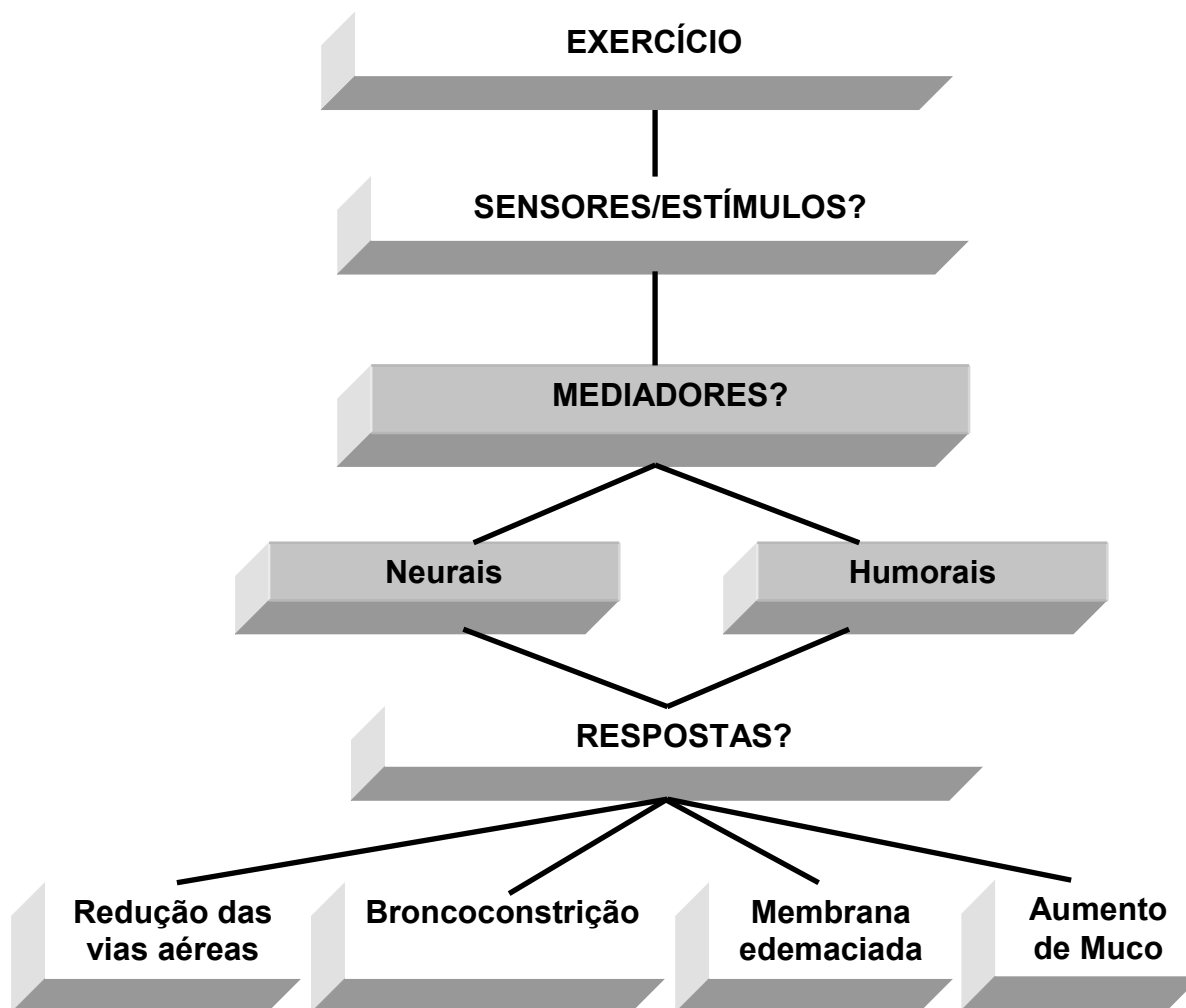 EXERCÍCIO
SENSORES/ESTÍMULOS?
MEDIADORES?
Neurais
Humorais
RESPOSTAS?
Redução das
vias aéreas
Broncoconstrição
Membrana
edemaciada
Aumento
de Muco